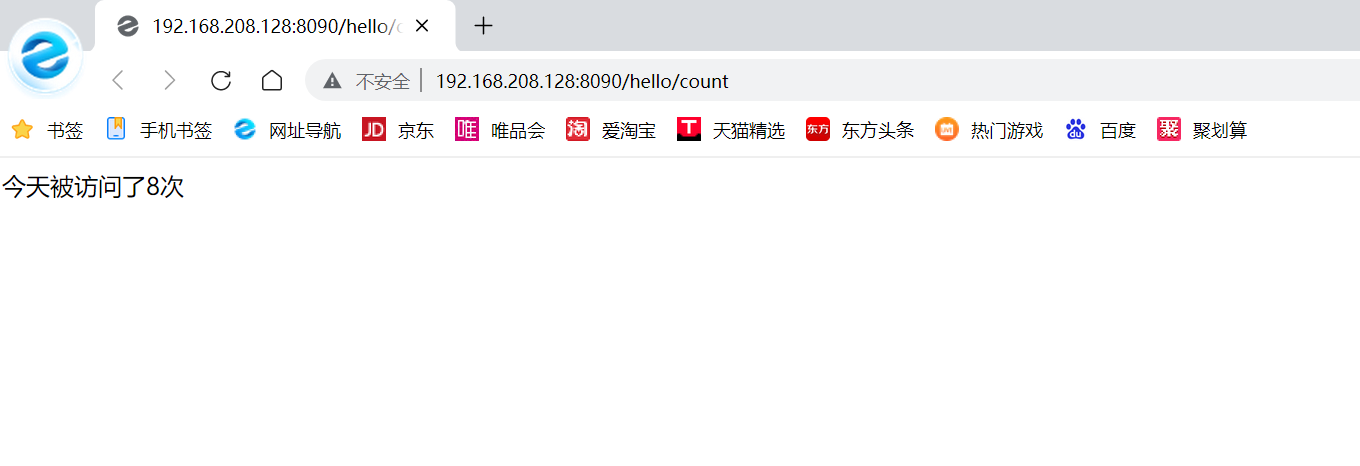 192.168.208.128:8090/hello/c
不安全 192.168.208.128:8090/hello/count
书签 手机书签 网址导航 JD 京东 唯 唯品会 淘 爱淘宝 T 天猫精选 东方 东方头条 LIVE 热门游戏 du 百度 聚 聚划算
今天被访问了8次